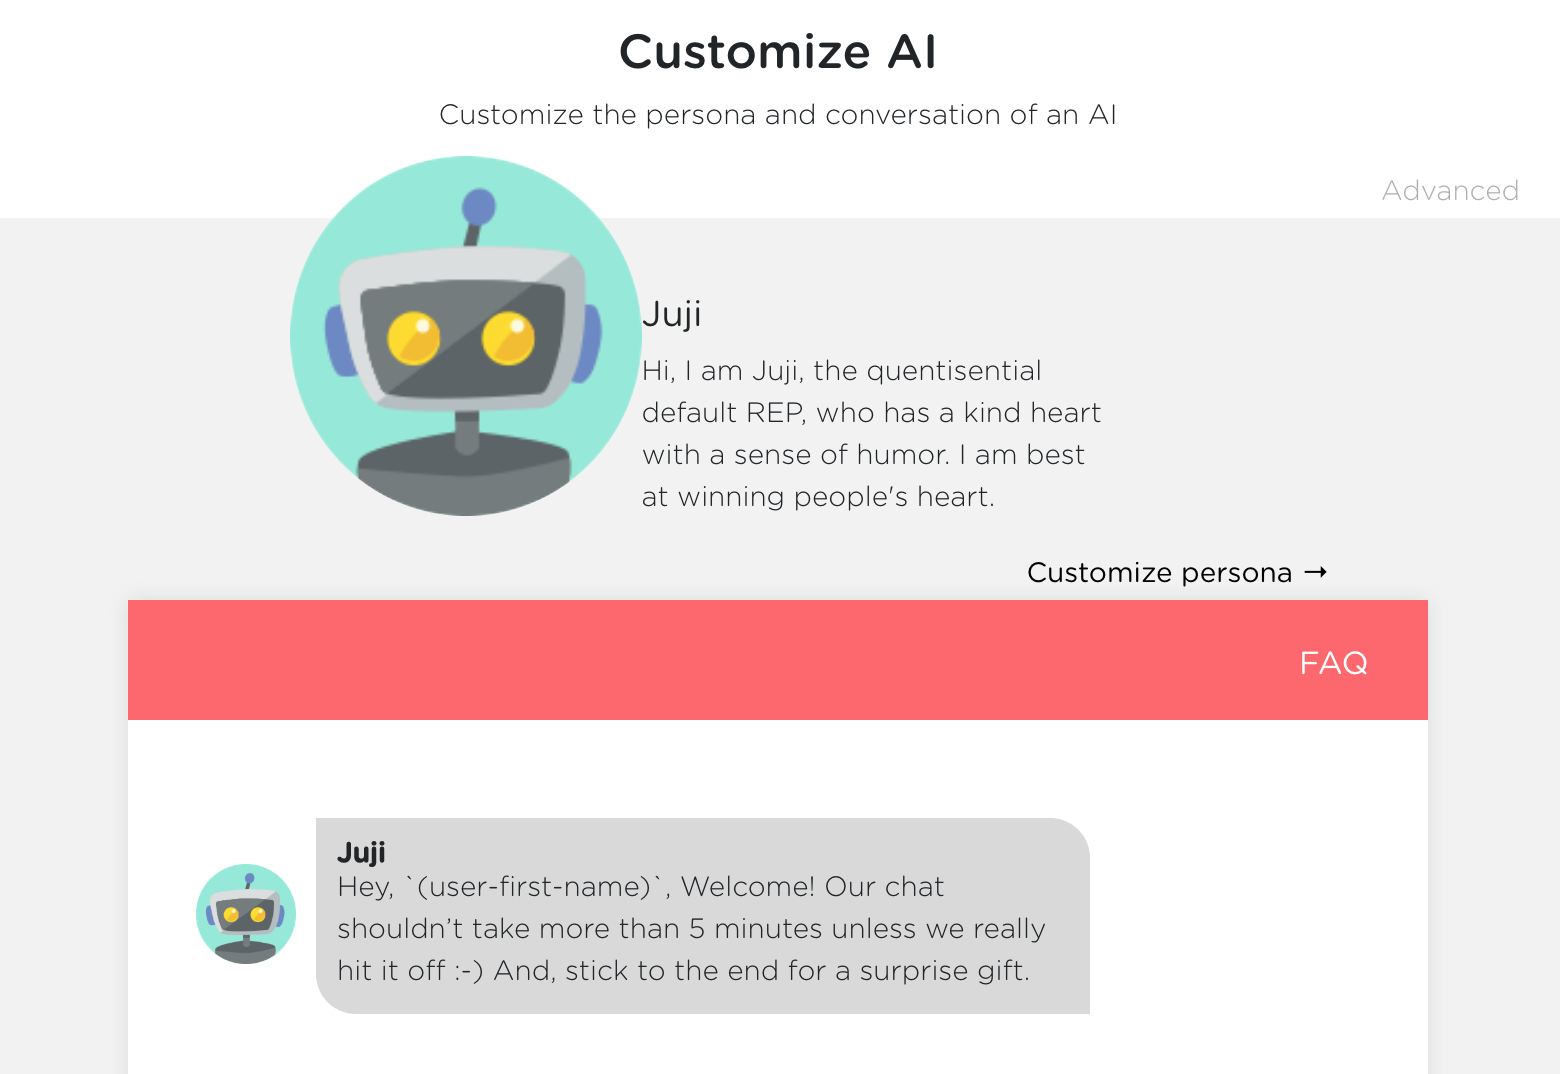 Customize AI
Customize the persona and conversation of an AI
Advanced
Juji
Hi, I am Juji, the quentisential
default REP, who has a kind heart
with a sense of humor. I am best
at winning people's heart.
Customize persona →
FAQ
Juji
Hey, `(user-first-name)`, Welcome! Our chat
shouldn’t take more than 5 minutes unless we really
hit it off :-) And, stick to the end for a surprise gift.